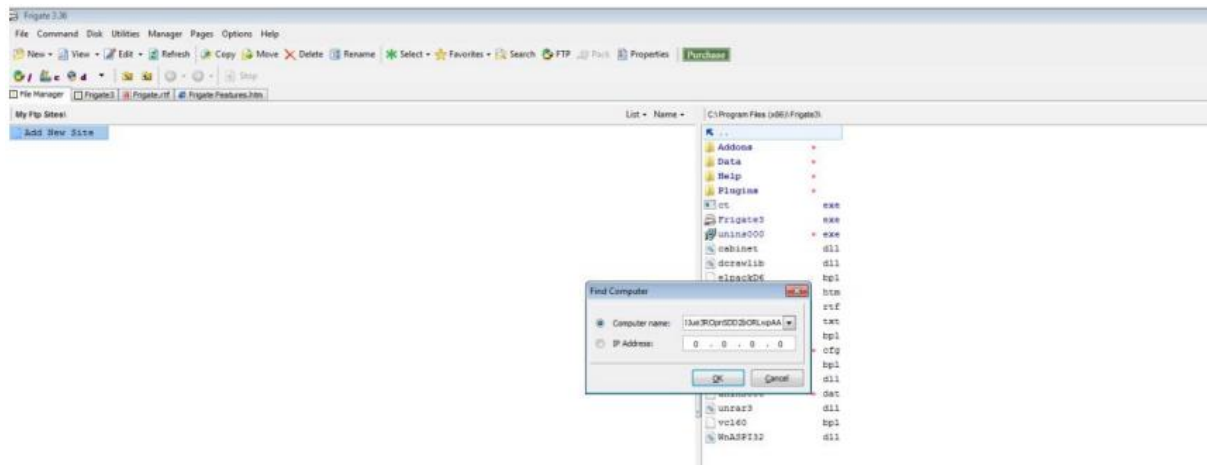 Frigate 3.36
File Command Disk Utilities Manager Pages Options Help
New View Edit Refresh Copy Move Delete Rename Select Favorites Search FTP Pack Properties Purchase
/ c d Stop
File Manager Frigate3 Frigate.rtf Frigate Features.htm
My Ftp Sites\ List Name
Add New Site
C:\Program Files (x86)\Frigate3\
..
Addons
Data
Help
Plugins
ct exe
Frigate3 exe
unins000 exe
cabinet dll
dcrawlib dll
elpackD6 bpl
htm
rtf
txt
bpl
cfg
bpl
dll
dat
unrar3 dll
vcl60 bpl
WnASPI32 dll
Find Computer
Computer name:
IP Address: 0 . 0 . 0 . 0
OK Cancel